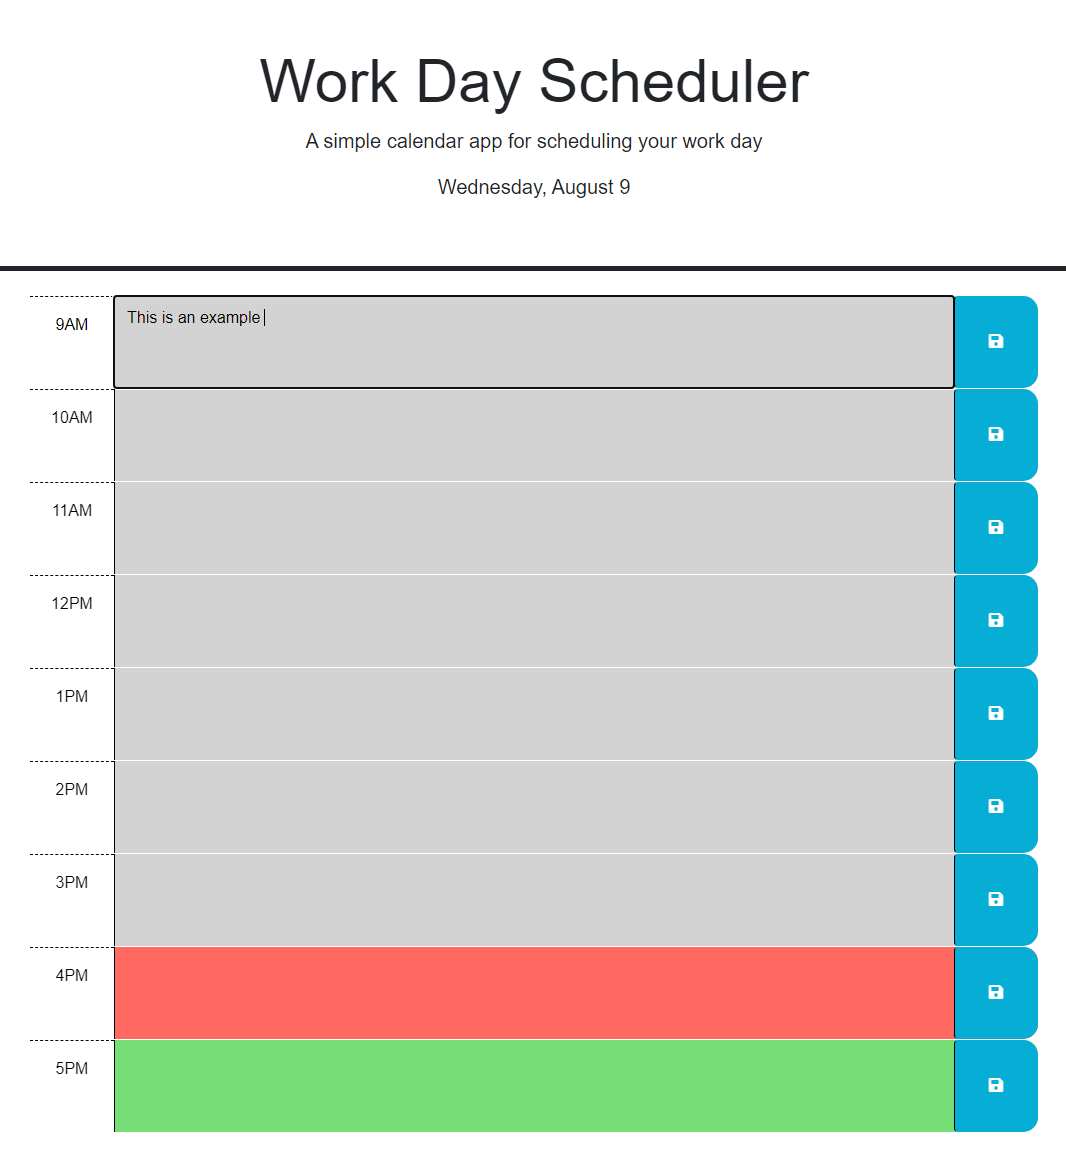 Work Day Scheduler
A simple calendar app for scheduling your work day
Wednesday, August 9
9AM
This is an example
10AM
11AM
12PM
1PM
2PM
3PM
4PM
5PM